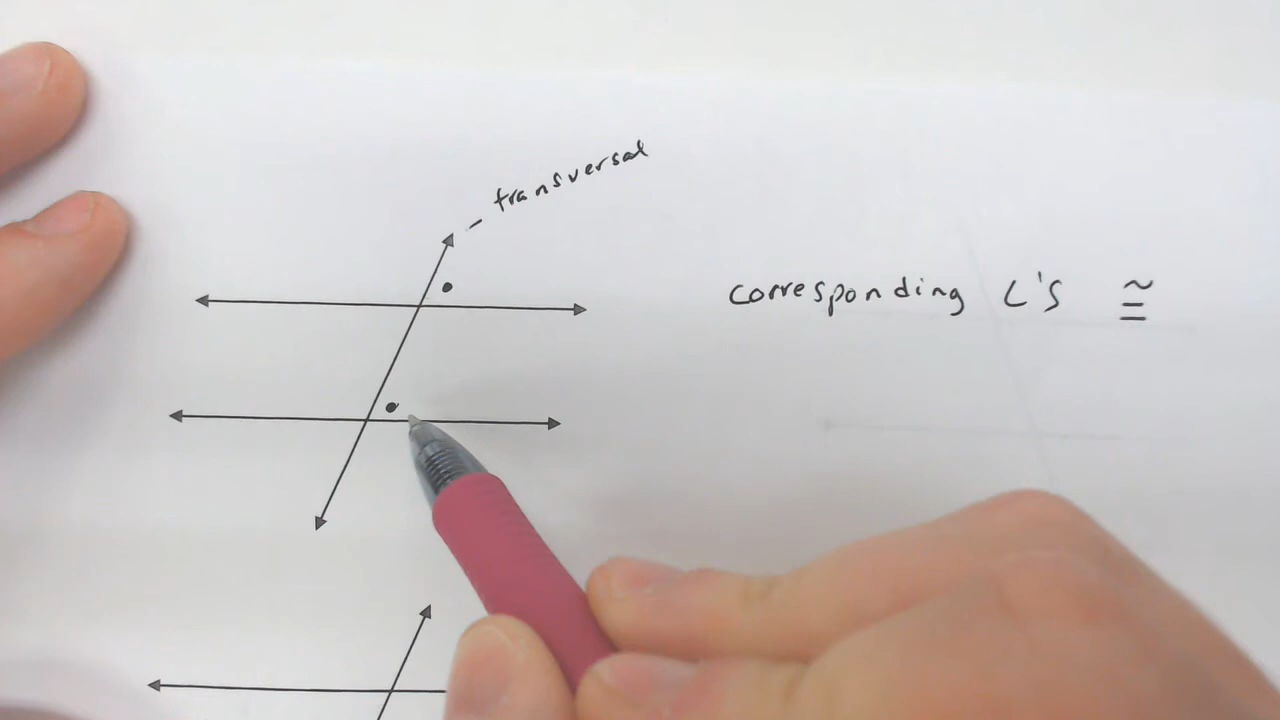 - transversal
corresponding ∠'s ≅